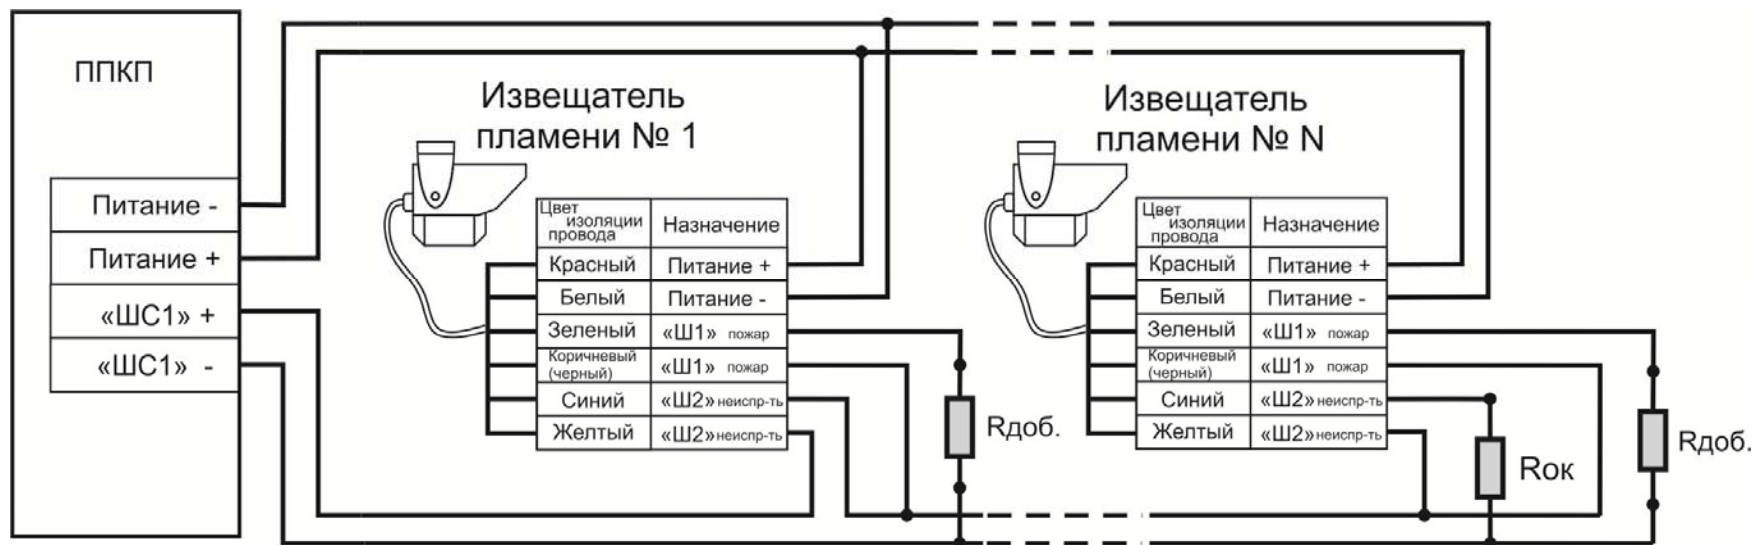 ППКП
Питание -
Питание +
«ШС1» +
«ШС1» -
Извещатель
пламени № 1
Цвет
изоляции
провода
Назначение
Красный
Питание +
Белый
Питание -
Зеленый
«Ш1» пожар
Коричневый
(черный)
«Ш1» пожар
Синий
«Ш2» неиспр-ть
Желтый
«Ш2» неиспр-ть
Rдоб.
Извещатель
пламени № N
Цвет
изоляции
провода
Назначение
Красный
Питание +
Белый
Питание -
Зеленый
«Ш1» пожар
Коричневый
(черный)
«Ш1» пожар
Синий
«Ш2» неиспр-ть
Желтый
«Ш2» неиспр-ть
Rок
Rдоб.